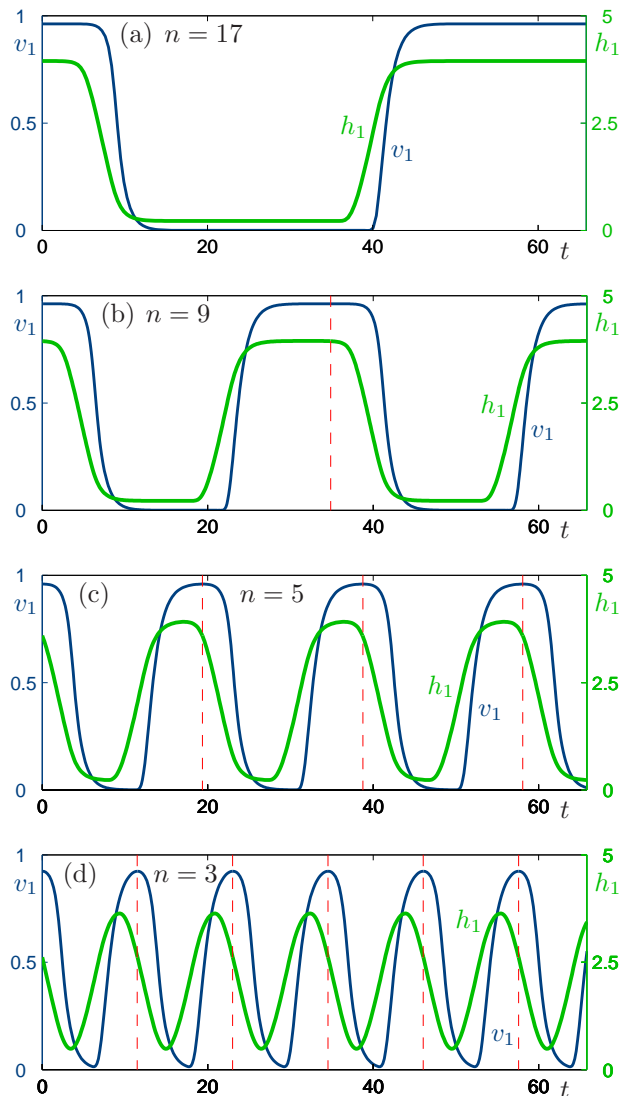 1 (a) n = 17 5
v₁ h₁
0.5 h₁ v₁ 2.5
0 0
0 20 40 60 t
1 (b) n = 9 5
v₁ h₁
0.5 h₁ v₁ 2.5
0 0
0 20 40 60 t
1 (c) n = 5 5
v₁ h₁
0.5 h₁ v₁ 2.5
0 0
0 20 40 60 t
1 (d) n = 3 5
v₁ h₁
0.5 h₁ 2.5
0 v₁ 0
0 20 40 60 t